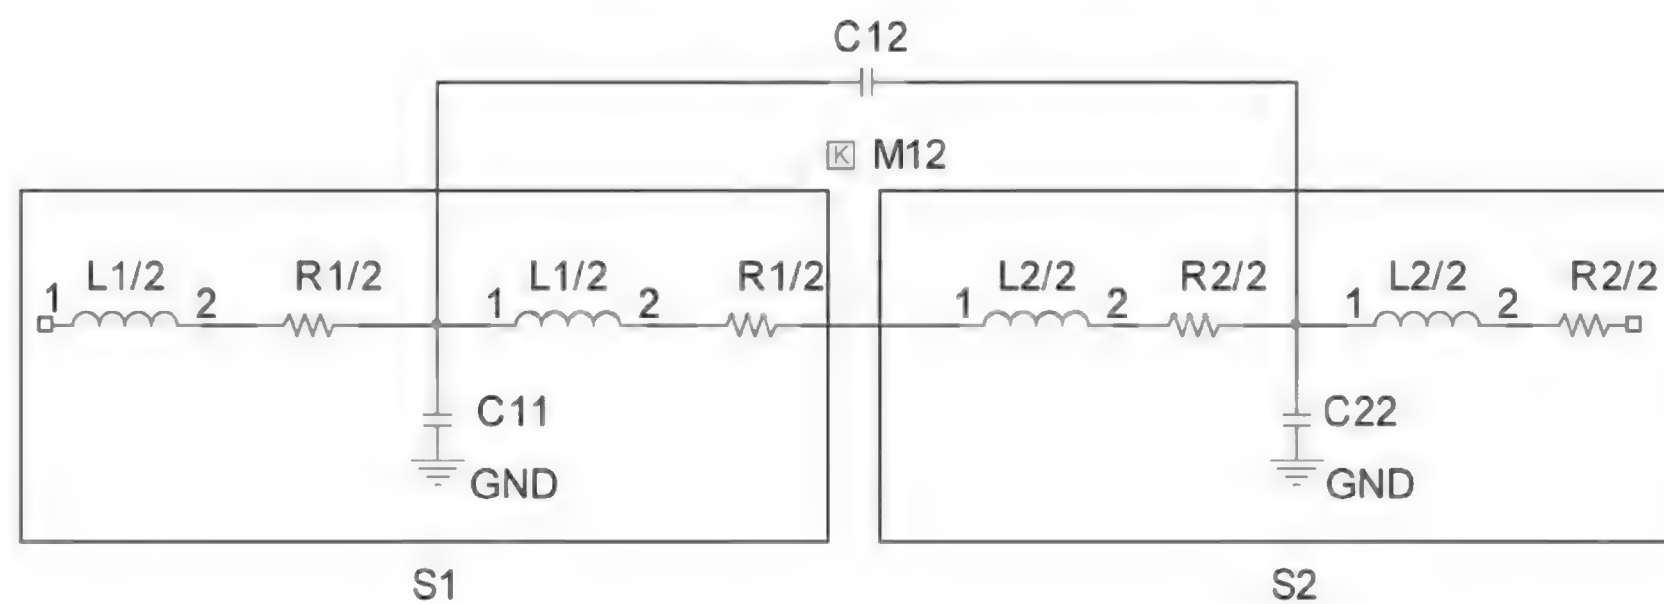 C12
K M12
L1/2 R1/2 L1/2 R1/2 L2/2 R2/2 L2/2 R2/2
1 2 1 2 1 2 1 2
C11 C22
GND GND
S1 S2